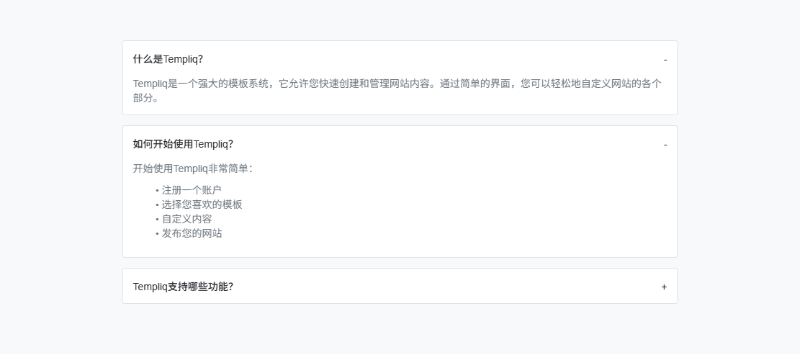 什么是Templiq?
-
Templiq是一个强大的模板系统，它允许您快速创建和管理网站内容。通过简单的界面，您可以轻松地自定义网站的各个
部分。
如何开始使用Templiq?
-
开始使用Templiq非常简单：
• 注册一个账户
• 选择您喜欢的模板
• 自定义内容
• 发布您的网站
Templiq支持哪些功能?
+